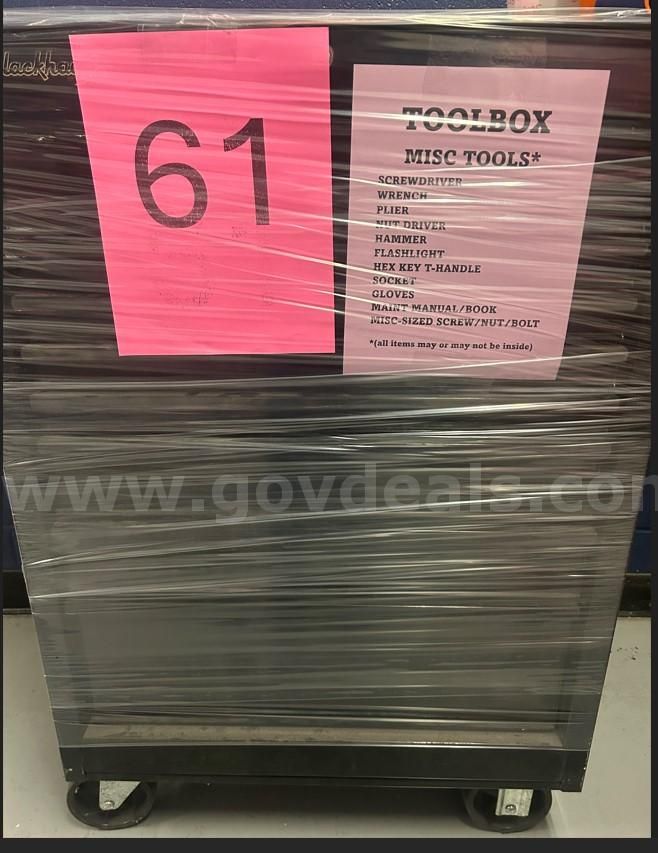 61
TOOLBOX
MISC TOOLS*
SCREWDRIVER
WRENCH
PLIER
NUT DRIVER
HAMMER
FLASHLIGHT
HEX KEY T-HANDLE
SOCKET
GLOVES
MAINT MANUAL/BOOK
MISC-SIZED SCREW/NUT/BOLT
*(all items may or may not be inside)
www.govdeals.com